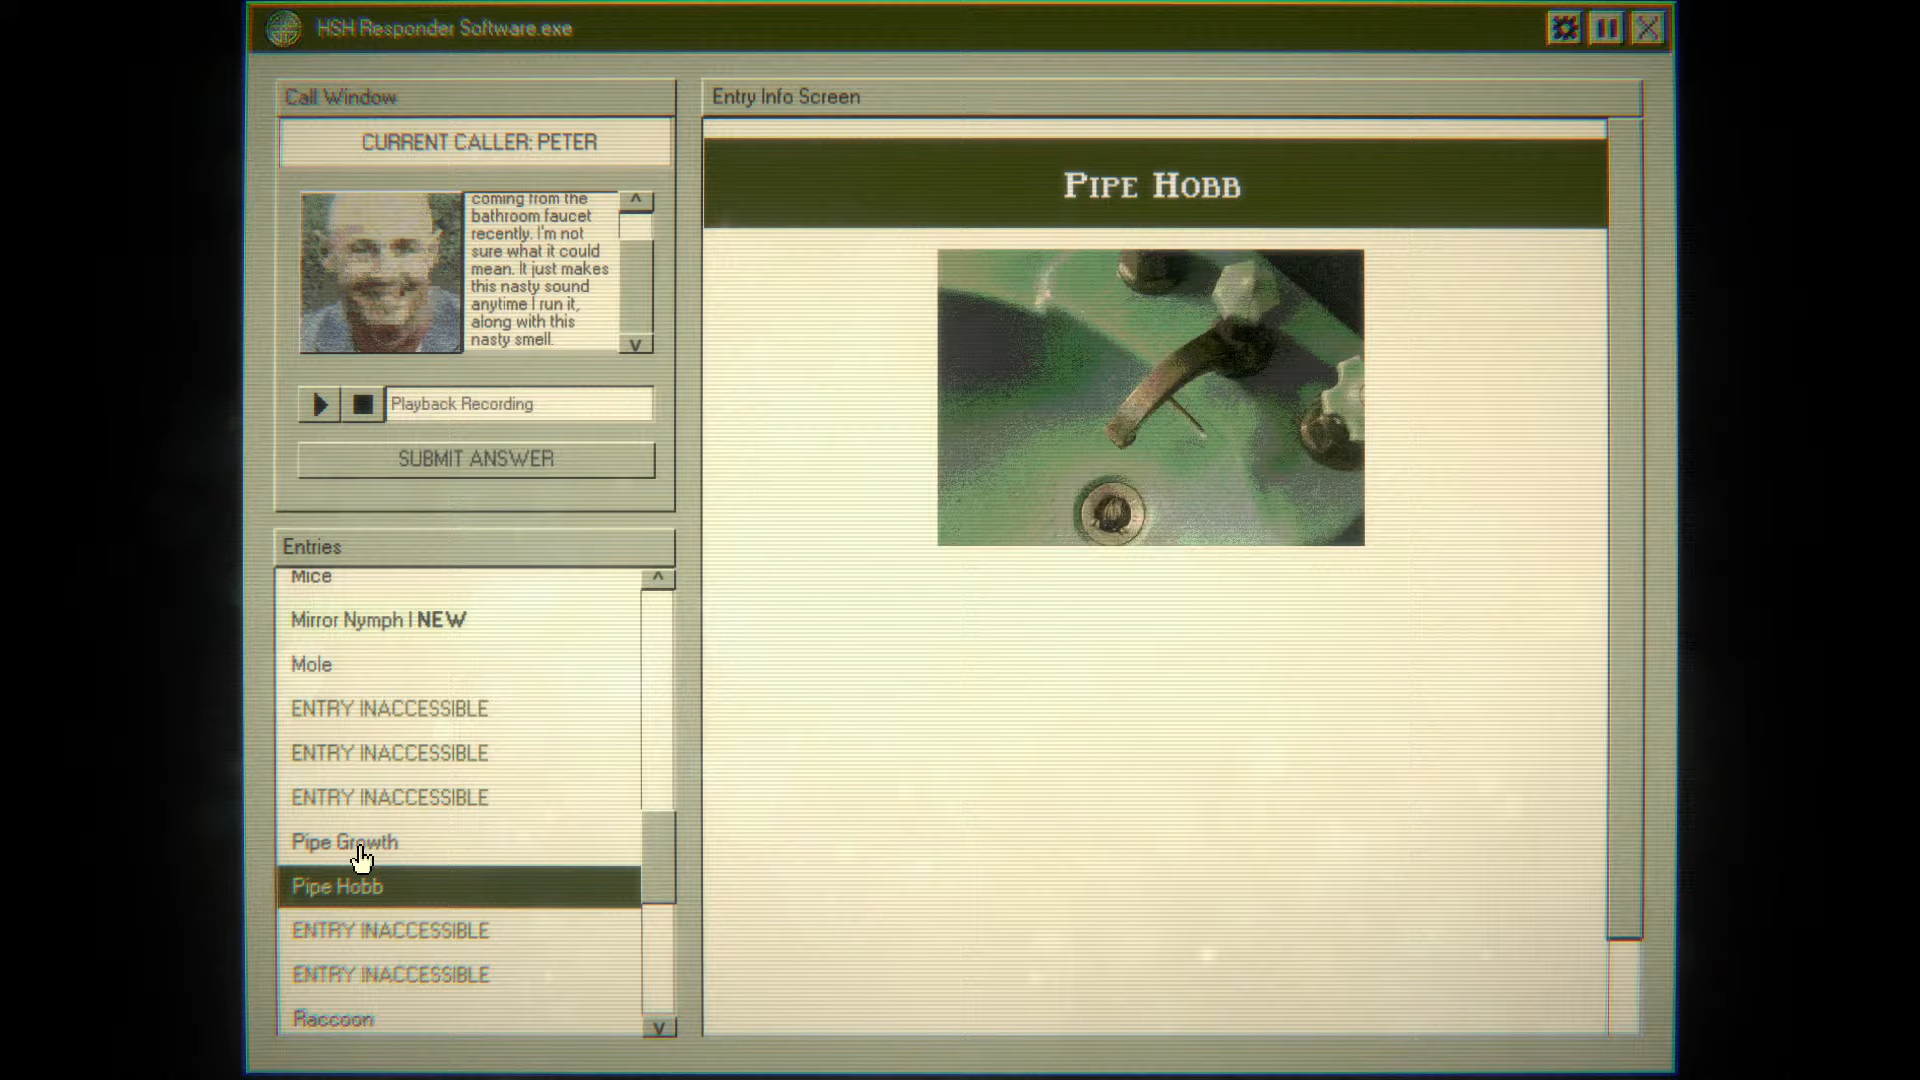 HSH Responder Software.exe
Call Window
CURRENT CALLER: PETER
coming from the
bathroom faucet
recently. I'm not
sure what it could
mean. It just makes
this nasty sound
anytime I run it,
along with this
nasty smell.
Playback Recording
SUBMIT ANSWER
Entries
Mice
Mirror Nymph | NEW
Mole
ENTRY INACCESSIBLE
ENTRY INACCESSIBLE
ENTRY INACCESSIBLE
Pipe Growth
Pipe Hobb
ENTRY INACCESSIBLE
ENTRY INACCESSIBLE
Raccoon
Entry Info Screen
PIPE HOBB